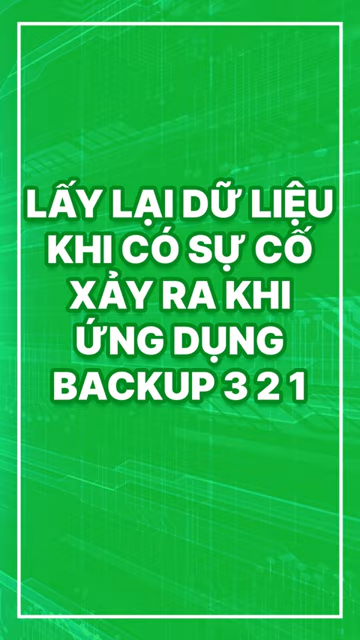 LẤY LẠI DỮ LIỆU
KHI CÓ SỰ CỐ
XẢY RA KHI
ỨNG DỤNG
BACKUP 3 2 1